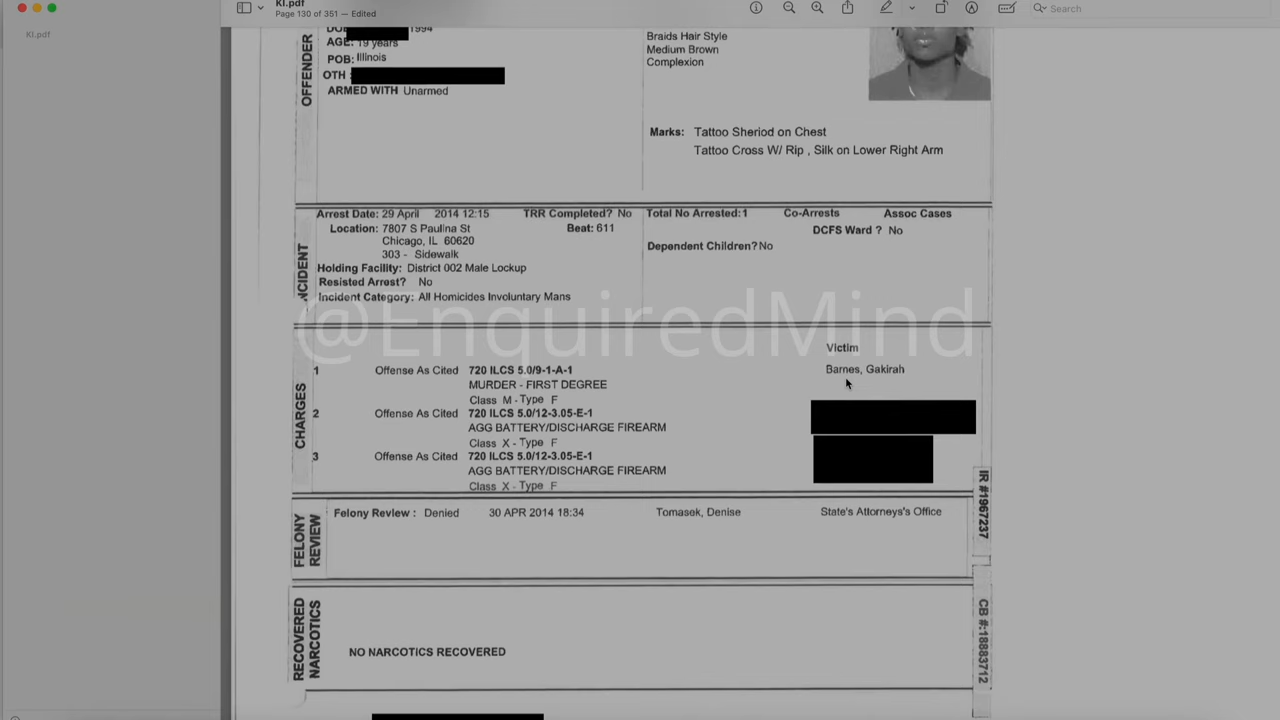 KI.pdf
Page 130 of 351 — Edited
Search
KI.pdf
1994
AGE: 19 years
POB: Illinois
OTH :
ARMED WITH Unarmed
OFFENDER
Braids Hair Style
Medium Brown
Complexion
Marks: Tattoo Sheriod on Chest
Tattoo Cross W/ Rip , Silk on Lower Right Arm
Arrest Date: 29 April 2014 12:15 TRR Completed? No Total No Arrested: 1 Co-Arrests Assoc Cases
Location: 7807 S Paulina St Beat: 611 DCFS Ward ? No
Chicago, IL 60620
Dependent Children? No
303 - Sidewalk
Holding Facility: District 002 Male Lockup
Resisted Arrest? No
Incident Category: All Homicides Involuntary Mans
NCIDENT
@EnquiredMind
Victim
1 Offense As Cited 720 ILCS 5.0/9-1-A-1 Barnes, Gakirah
MURDER - FIRST DEGREE
Class M - Type F
2 Offense As Cited 720 ILCS 5.0/12-3.05-E-1
AGG BATTERY/DISCHARGE FIREARM
Class X - Type F
3 Offense As Cited 720 ILCS 5.0/12-3.05-E-1
AGG BATTERY/DISCHARGE FIREARM
Class X - Type F
CHARGES
IR #1967237
Felony Review : Denied 30 APR 2014 18:34 Tomasek, Denise State's Attorneys's Office
FELONY
REVIEW
CB #:18883712
RECOVERED
NARCOTICS
NO NARCOTICS RECOVERED